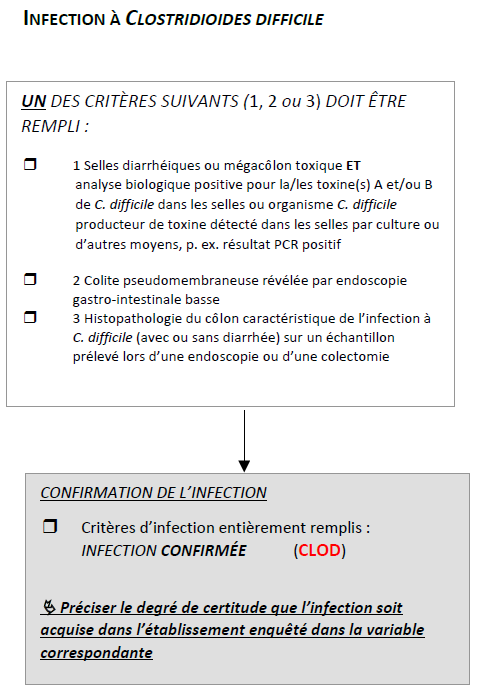 INFECTION À CLOSTRIDIOIDES DIFFICILE
UN DES CRITÈRES SUIVANTS (1, 2 ou 3) DOIT ÊTRE
REMPLI :
❒ 1 Selles diarrhéiques ou mégacôlon toxique ET
analyse biologique positive pour la/les toxine(s) A et/ou B
de C. difficile dans les selles ou organisme C. difficile
producteur de toxine détecté dans les selles par culture ou
d’autres moyens, p. ex. résultat PCR positif
❒ 2 Colite pseudomembraneuse révélée par endoscopie
gastro-intestinale basse
❒ 3 Histopathologie du côlon caractéristique de l’infection à
C. difficile (avec ou sans diarrhée) sur un échantillon
prélevé lors d’une endoscopie ou d’une colectomie
CONFIRMATION DE L’INFECTION
❒ Critères d’infection entièrement remplis :
INFECTION CONFIRMÉE (CLOD)
Préciser le degré de certitude que l’infection soit
acquise dans l’établissement enquêté dans la variable
correspondante